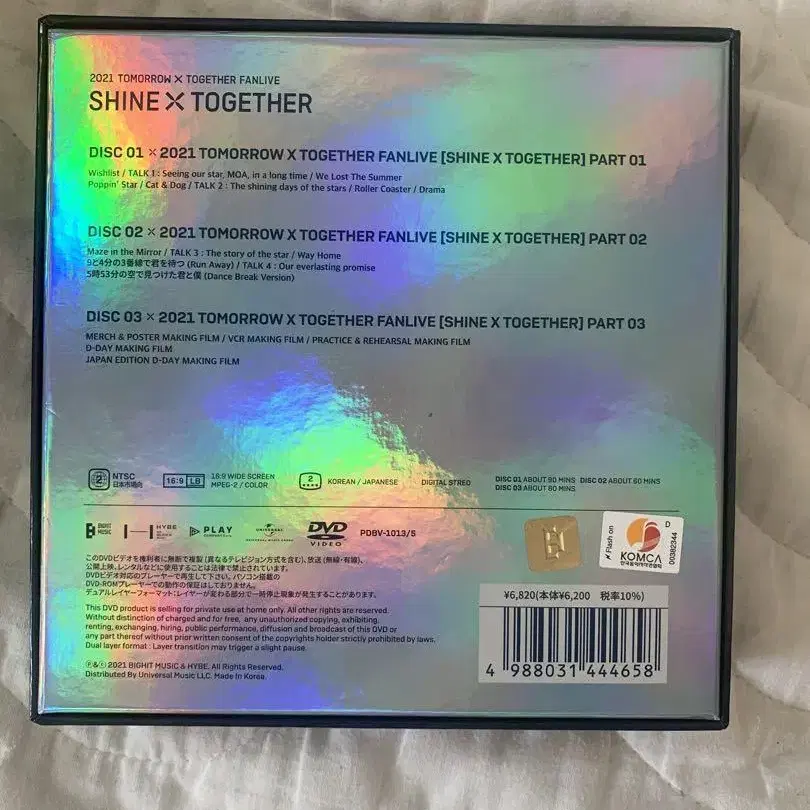 2021 TOMORROW X TOGETHER FANLIVE
SHINE X TOGETHER
DISC 01 × 2021 TOMORROW X TOGETHER FANLIVE [SHINE X TOGETHER] PART 01
Wishlist / TALK 1 : Seeing our star, MOA, in a long time / We Lost The Summer
Poppin' Star / Cat & Dog / TALK 2 : The shining days of the stars / Roller Coaster / Drama
DISC 02 × 2021 TOMORROW X TOGETHER FANLIVE [SHINE X TOGETHER] PART 02
Maze in the Mirror / TALK 3 : The story of the star / Way Home
9と4分の3番線で君を待つ (Run Away) / TALK 4 : Our everlasting promise
5時53分の空で見つけた君と僕 (Dance Break Version)
DISC 03 × 2021 TOMORROW X TOGETHER FANLIVE [SHINE X TOGETHER] PART 03
MERCH & POSTER MAKING FILM / VCR MAKING FILM / PRACTICE & REHEARSAL MAKING FILM
D-DAY MAKING FILM
JAPAN EDITION D-DAY MAKING FILM
2 NTSC 日本市場向 16:9 LB 16:9 WIDE SCREEN MPEG-2 / COLOR 2 KOREAN / JAPANESE DIGITAL STREO DISC 01 ABOUT 90 MINS DISC 02 ABOUT 60 MINS
DISC 03 ABOUT 80 MINS.
BIGHIT MUSIC HYBE PLAY UNIVERSAL DVD VIDEO PDBV-1013/5
Flash on KOMCA 한국음악저작권협회 D 00382344
このDVDビデオを権利者に無断で複製(異なるテレビジョン方式を含む)、放送(無線・有線)、
公開上映、レンタルなどに使用することは法律で禁止されています。
DVDビデオ対応のプレーヤーで再生して下さい。パソコン搭載の
DVD-ROMプレーヤーでの動作の保証はしておりません。
デュアルレイヤーフォーマット:レイヤーが変わる部分で一時停止現象が発生することがあります。
This DVD product is selling for private use at home only. All other rights are reserved.
Without distinction of charged and for free, any unauthorized copying, exhibiting,
renting, exchanging, hiring, public performance, diffusion and broadcast of this DVD or
any part thereof without prior written consent of the copyrights holder strictly prohibited by laws.
Dual layer format : Layer transition may trigger a slight pause.
℗&© 2021 BIGHIT MUSIC & HYBE. All Rights Reserved.
Distributed By Universal Music LLC. Made In Korea.
¥6,820(本体¥6,200 税率10%)
4 988031 444658